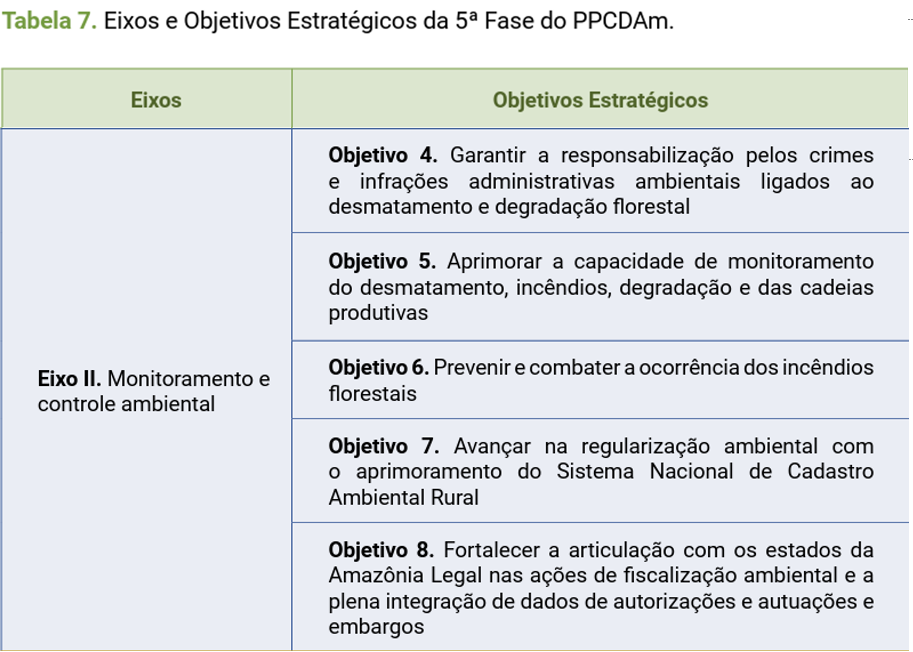 Tabela 7. Eixos e Objetivos Estratégicos da 5ª Fase do PPCDAm.
Eixos
Objetivos Estratégicos
Eixo II. Monitoramento e
controle ambiental
Objetivo 4. Garantir a responsabilização pelos crimes
e infrações administrativas ambientais ligados ao
desmatamento e degradação florestal
Objetivo 5. Aprimorar a capacidade de monitoramento
do desmatamento, incêndios, degradação e das cadeias
produtivas
Objetivo 6. Prevenir e combater a ocorrência dos incêndios
florestais
Objetivo 7. Avançar na regularização ambiental com
o aprimoramento do Sistema Nacional de Cadastro
Ambiental Rural
Objetivo 8. Fortalecer a articulação com os estados da
Amazônia Legal nas ações de fiscalização ambiental e a
plena integração de dados de autorizações e autuações e
embargos